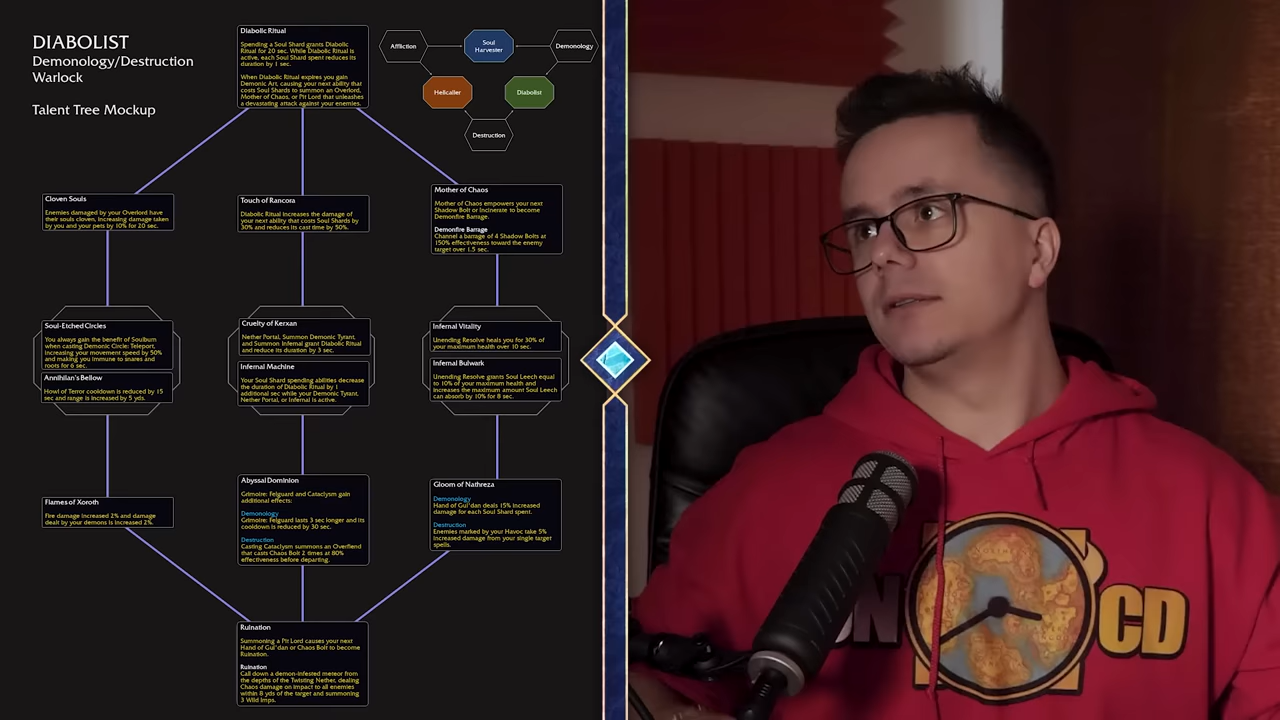 DIABOLIST
Demonology/Destruction
Warlock
Talent Tree Mockup
Diabolic Ritual
Spending a Soul Shard grants Diabolic
Ritual for 20 sec. While Diabolic Ritual is
active, each Soul Shard spent reduces its
duration by 1 sec.
When Diabolic Ritual expires you gain
Demonic Art, causing your next ability that
costs Soul Shards to summon an Overlord,
Mother of Chaos, or Pit Lord that unleashes
a devastating attack against your enemies.
Affliction
Soul
Harvester
Demonology
Hellcaller
Diabolist
Destruction
Cloven Souls
Enemies damaged by your Overlord have
their souls cloven, increasing damage taken
by you and your pets by 10% for 20 sec.
Touch of Rancora
Diabolic Ritual increases the damage of
your next ability that costs Soul Shards by
30% and reduces its cast time by 50%.
Mother of Chaos
Mother of Chaos empowers your next
Shadow Bolt or Incinerate to become
Demonfire Barrage.
Demonfire Barrage
Channel a barrage of 4 Shadow Bolts at
150% effectiveness toward the enemy
target over 1.5 sec.
Soul-Etched Circles
You always gain the benefit of Soulburn
when casting Demonic Circle: Teleport,
increasing your movement speed by 50%
and making you immune to snares and
roots for 6 sec.
Annihilan's Bellow
Howl of Terror cooldown is reduced by 15
sec and range is increased by 5 yds.
Cruelty of Kerxan
Nether Portal, Summon Demonic Tyrant,
and Summon Infernal grant Diabolic Ritual
and reduce its duration by 3 sec.
Infernal Machine
Your Soul Shard spending abilities decrease
the duration of Diabolic Ritual by 1
additional sec while your Demonic Tyrant,
Nether Portal, or Infernal is active.
Infernal Vitality
Unending Resolve heals you for 30% of
your maximum health over 10 sec.
Infernal Bulwark
Unending Resolve grants Soul Leech equal
to 10% of your maximum health and
increases the maximum amount Soul Leech
can absorb by 10% for 8 sec.
Flames of Xoroth
Fire damage increased 2% and damage
dealt by your demons is increased 2%.
Abyssal Dominion
Grimoire: Felguard and Cataclysm gain
additional effects:
Demonology
Grimoire: Felguard lasts 3 sec longer and its
cooldown is reduced by 30 sec.
Destruction
Casting Cataclysm summons an Overfiend
that casts Chaos Bolt 2 times at 80%
effectiveness before departing.
Gloom of Nathreza
Demonology
Hand of Gul'dan deals 15% increased
damage for each Soul Shard spent.
Destruction
Enemies marked by your Havoc take 5%
increased damage from your single target
spells.
Ruination
Summoning a Pit Lord causes your next
Hand of Gul'dan or Chaos Bolt to become
Ruination.
Ruination
Call down a demon-infested meteor from
the depths of the Twisting Nether, dealing
Chaos damage on impact to all enemies
within 8 yds of the target and summoning
3 Wild Imps.
CD